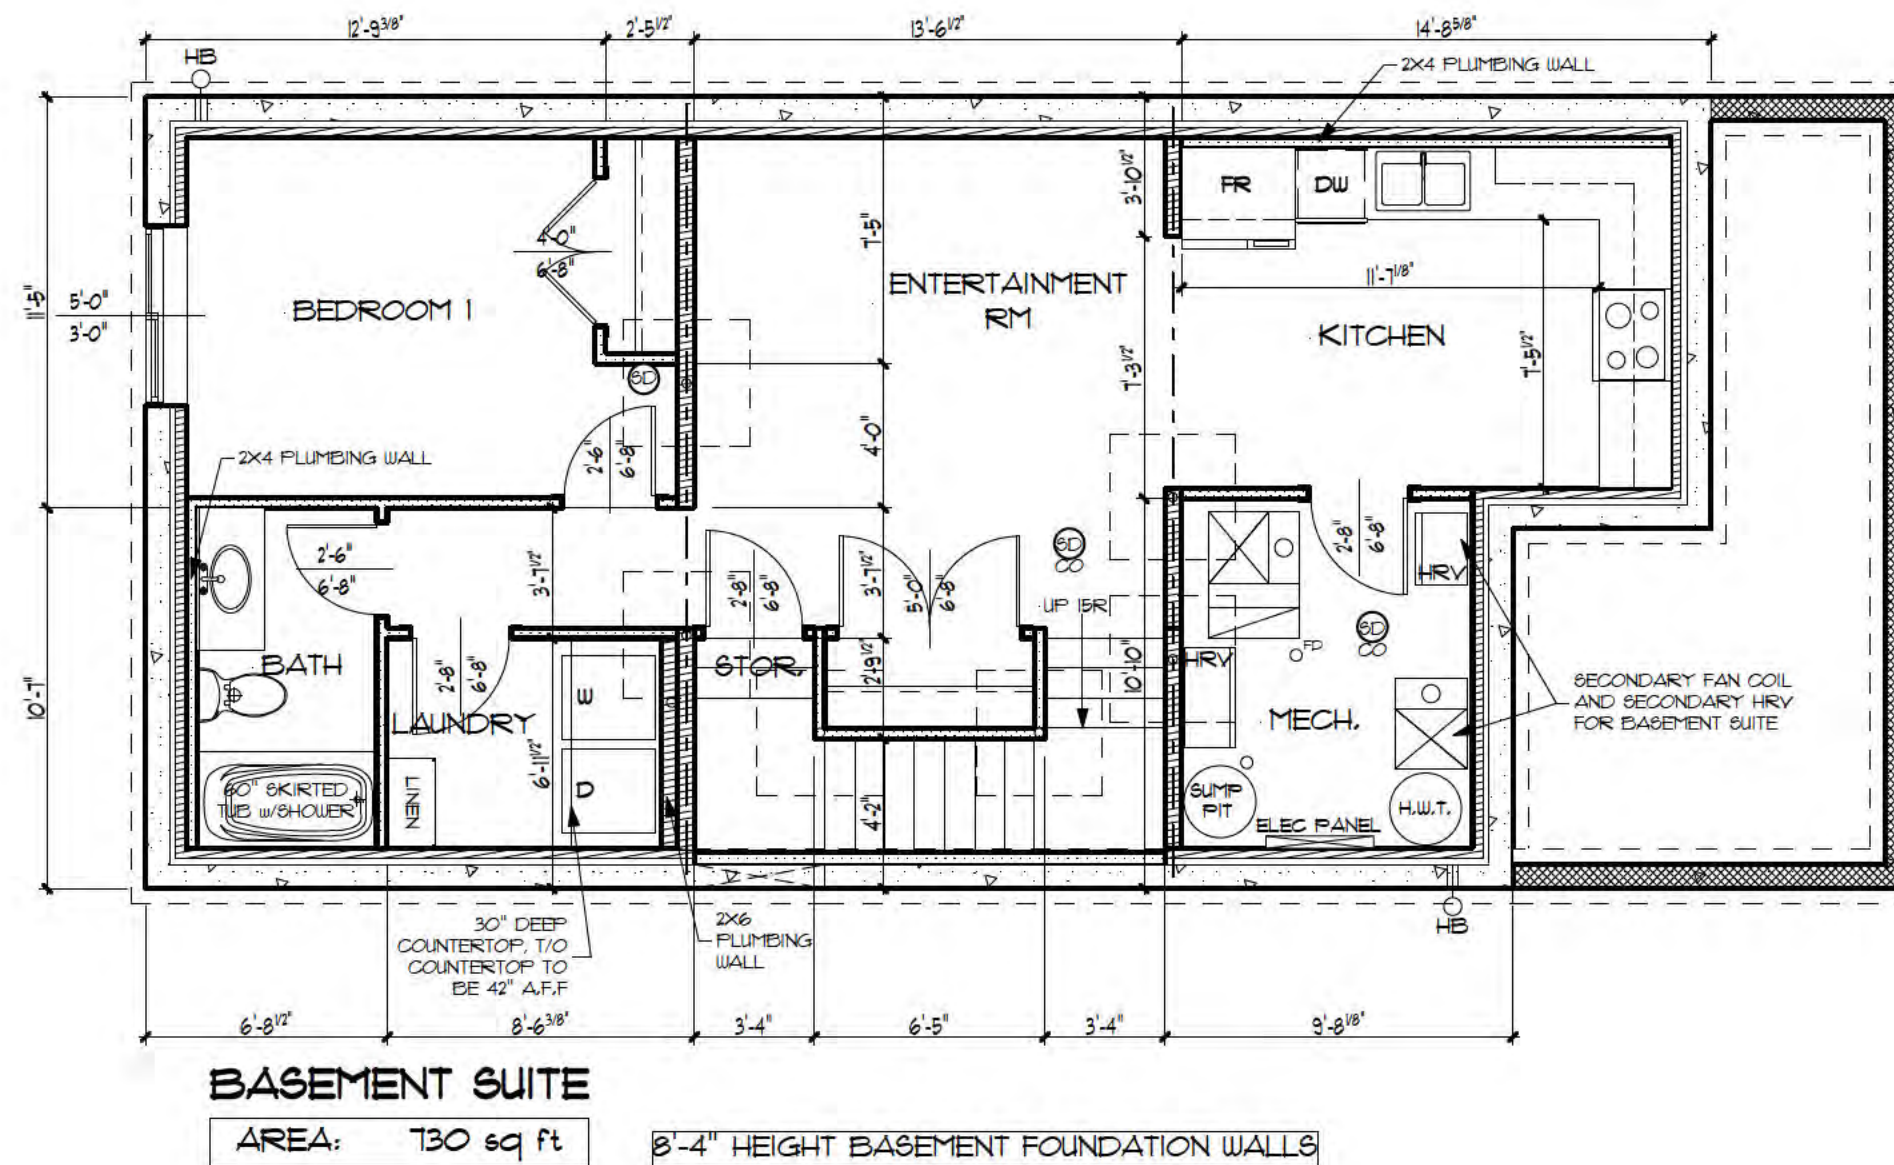 12'-9 3/8"
2'-5 1/2"
13'-6 1/2"
14'-8 5/8"
HB
2X4 PLUMBING WALL
3'-10 1/2"
FR
DW
7'-5"
4'-0"
6'-8"
ENTERTAINMENT
RM
11'-7 1/8"
11'-5"
5'-0"
3'-0"
BEDROOM 1
KITCHEN
7'-3 1/2"
7'-5 1/2"
SD
4'-0"
2X4 PLUMBING WALL
2'-6"
6'-8"
2'-6"
6'-8"
3'-7 1/2"
2'-8"
6'-8"
3'-7 1/2"
5'-0"
6'-8"
SD
2'-8"
6'-8"
HRV
UP 15R
SD
FD
BATH
2'-8"
6'-8"
W
STOR.
2'-9 1/2"
10'-10"
HRV
10'-7"
LAUNDRY
MECH.
SECONDARY FAN COIL
AND SECONDARY HRV
FOR BASEMENT SUITE
6'-11 1/2"
60" SKIRTED
TUB w/SHOWER
LINEN
D
4'-2"
SUMP
PIT
ELEC PANEL
H.W.T.
30" DEEP
COUNTERTOP, T/O
COUNTERTOP TO
BE 42" A.F.F
2X6
PLUMBING
WALL
HB
6'-8 1/2"
8'-6 3/8"
3'-4"
6'-5"
3'-4"
9'-8 1/8"
BASEMENT SUITE
AREA: 730 sq ft
8'-4" HEIGHT BASEMENT FOUNDATION WALLS